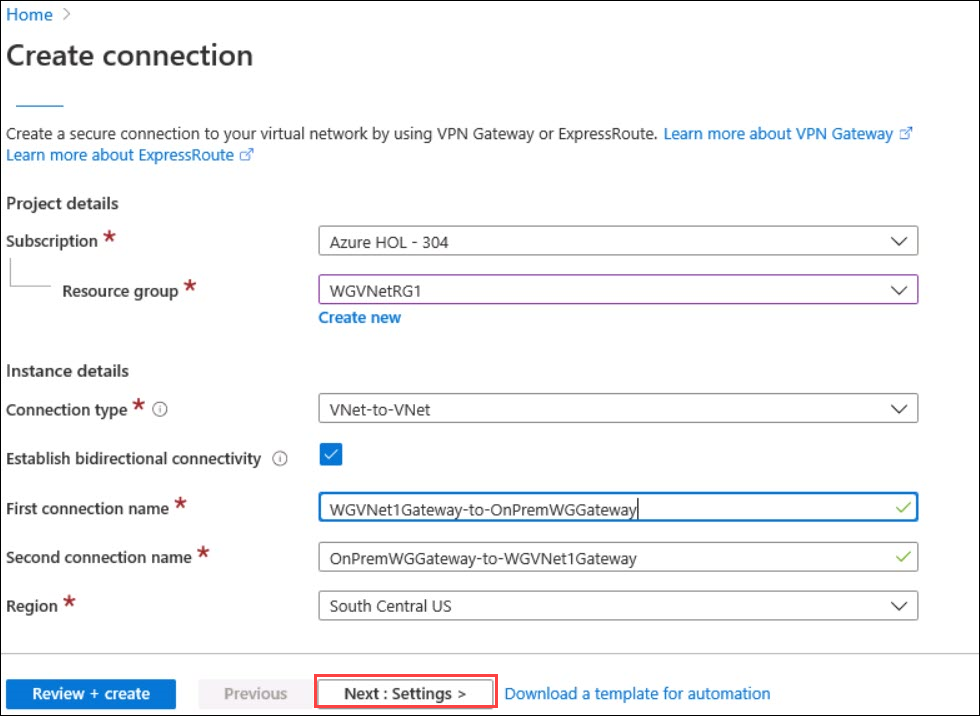 Home >
Create connection
Create a secure connection to your virtual network by using VPN Gateway or ExpressRoute. Learn more about VPN Gateway
Learn more about ExpressRoute
Project details
Subscription * Azure HOL - 304
Resource group * WGVNetRG1
Create new
Instance details
Connection type * VNet-to-VNet
Establish bidirectional connectivity
First connection name * WGVNet1Gateway-to-OnPremWGGateway
Second connection name * OnPremWGGateway-to-WGVNet1Gateway
Region * South Central US
Review + create Previous Next : Settings > Download a template for automation